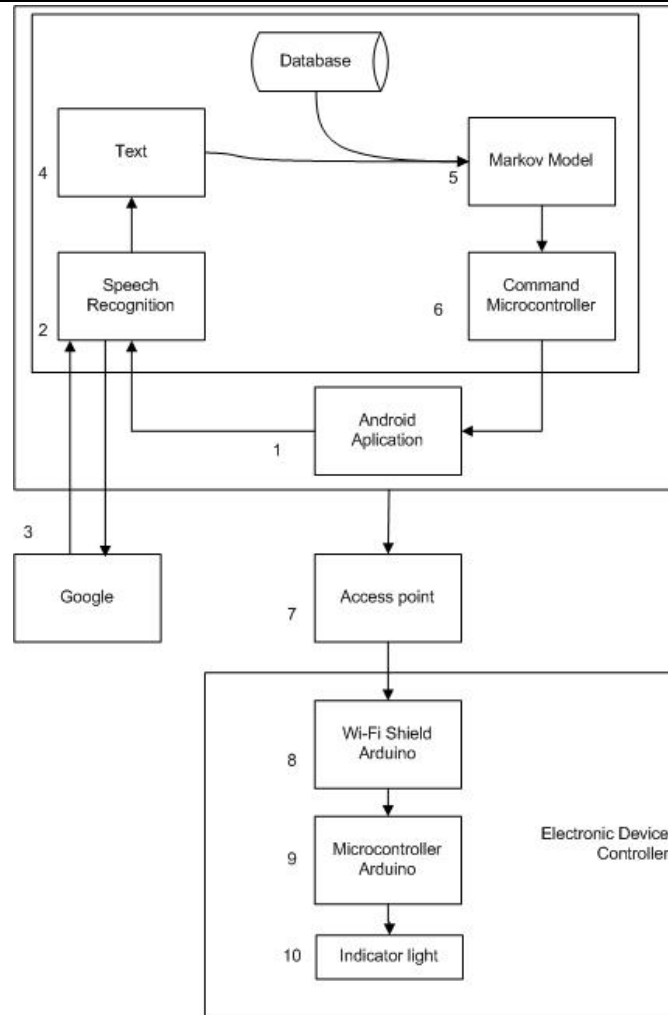 Database
4
Text
5
Markov Model
2
Speech
Recognition
6
Command
Microcontroller
1
Android
Aplication
3
Google
7
Access point
8
Wi-Fi Shield
Arduino
9
Microcontroller
Arduino
Electronic Device
Controller
10
Indicator light